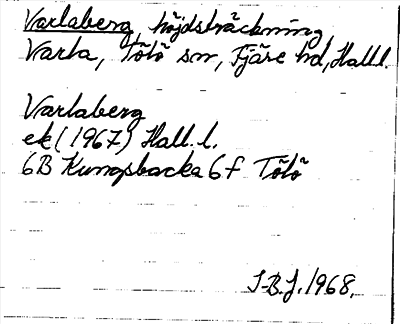 Varlaberg, höjdsträckning,
Varla, Tölö sn, Fjäre hd, Hall.l.
Varlaberg
ek (1967) Hall. l.
6B Kungsbacka 6f Tölö
I-B.J. 1968.